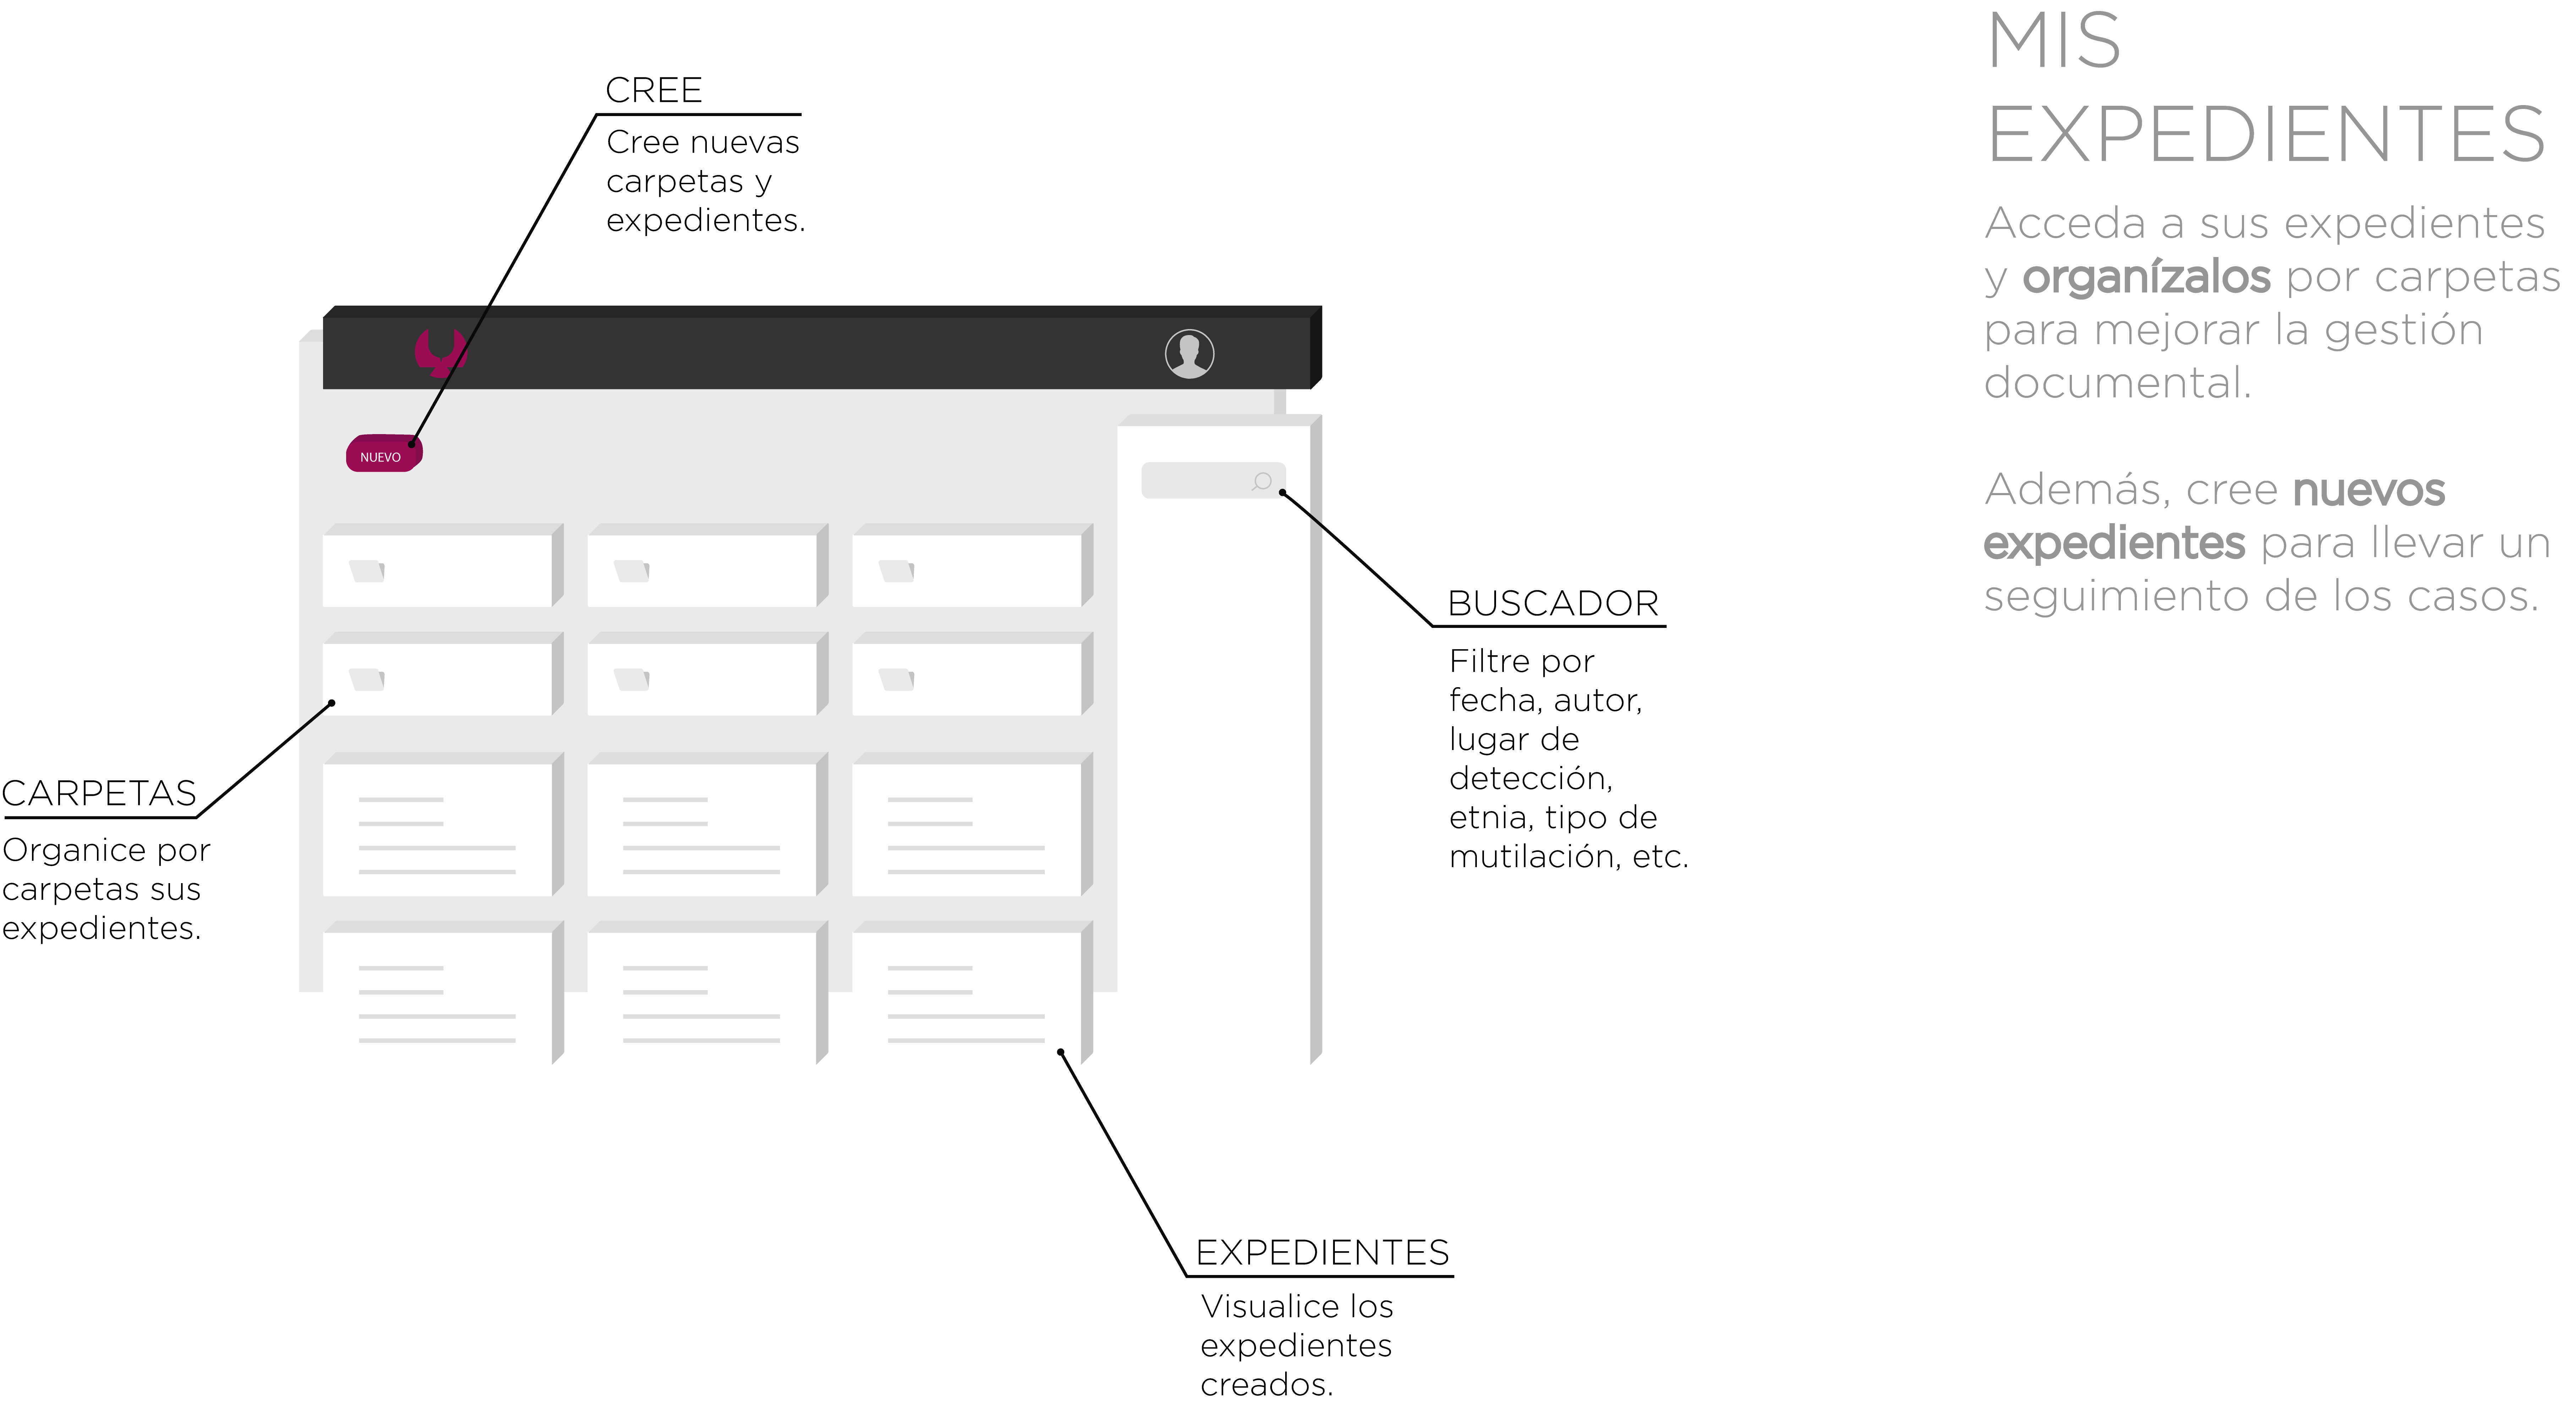 MIS
EXPEDIENTES
Acceda a sus expedientes
y organízalos por carpetas
para mejorar la gestión
documental.
Además, cree nuevos
expedientes para llevar un
seguimiento de los casos.
CREE
Cree nuevas
carpetas y
expedientes.
NUEVO
BUSCADOR
Filtre por
fecha, autor,
lugar de
detección,
etnia, tipo de
mutilación, etc.
CARPETAS
Organice por
carpetas sus
expedientes.
EXPEDIENTES
Visualice los
expedientes
creados.